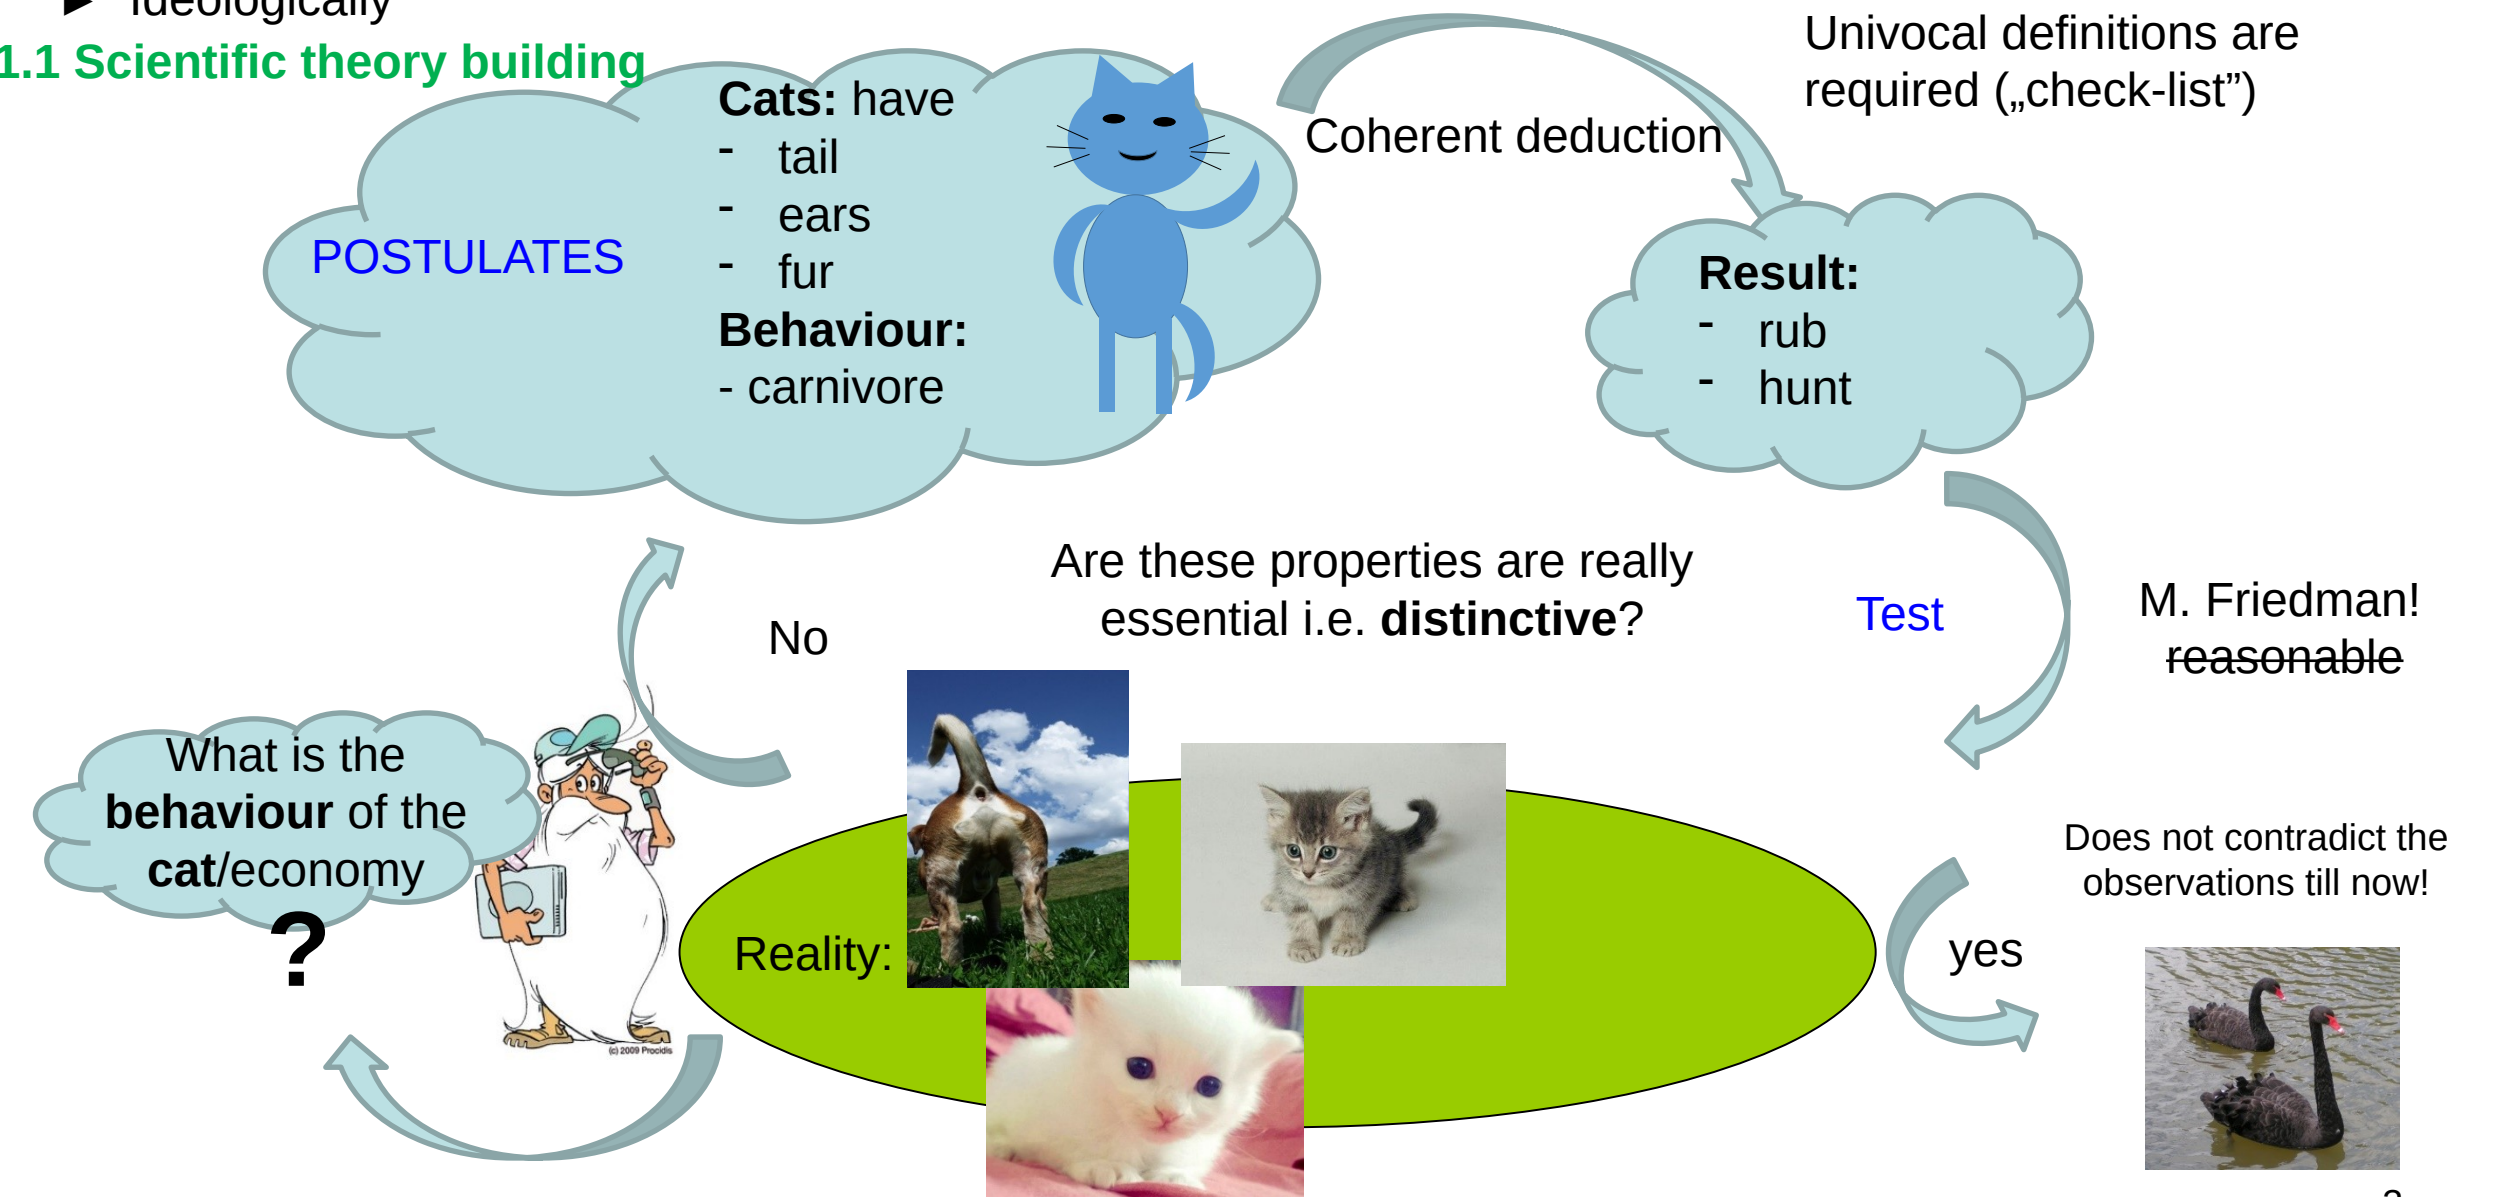 ► ideologically
1.1 Scientific theory building
Univocal definitions are
required („check-list”)
Cats: have
- tail
- ears
- fur
Behaviour:
- carnivore
POSTULATES
Coherent deduction
Result:
- rub
- hunt
Are these properties are really
essential i.e. distinctive?
Test
M. Friedman!
reasonable
No
What is the
behaviour of the
cat/economy
?
(c) 2009 Procidis
Reality:
Does not contradict the
observations till now!
yes